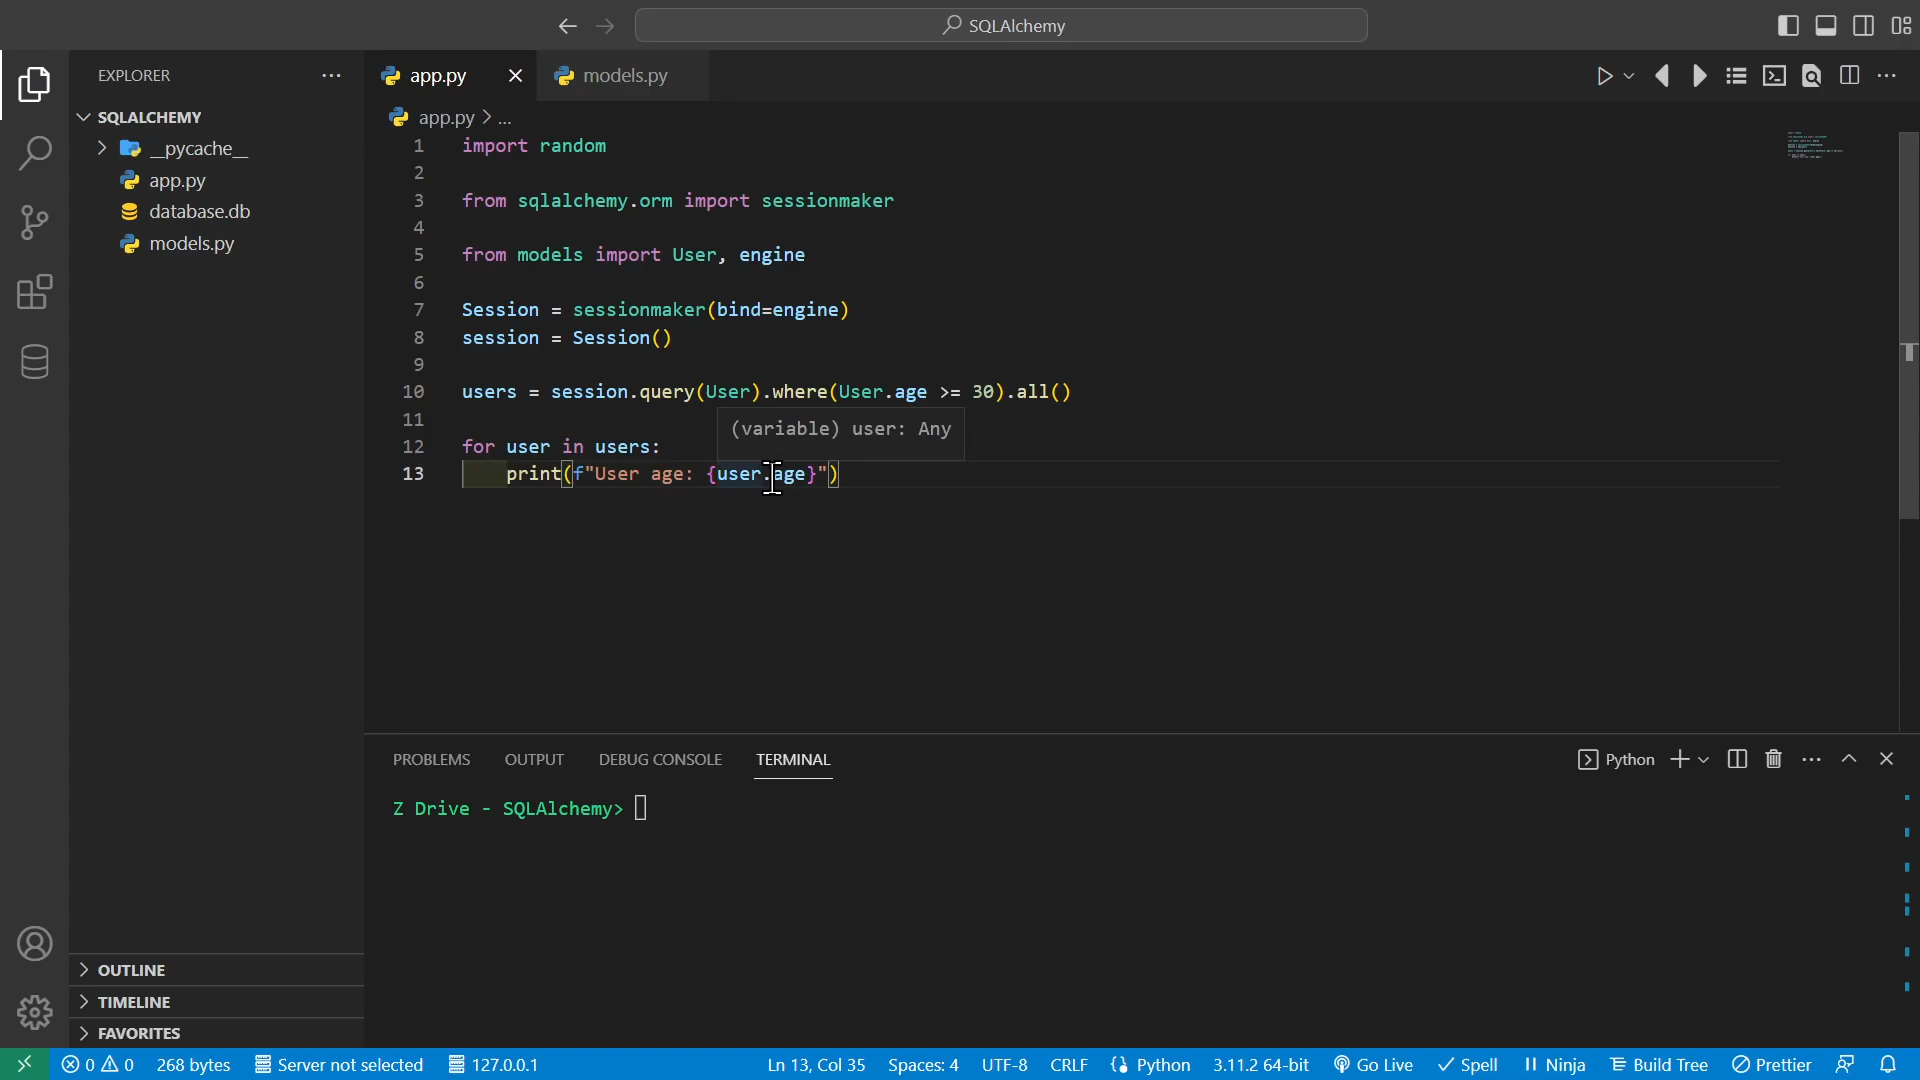 SQLAlchemy
EXPLORER
SQLALCHEMY
__pycache__
app.py
database.db
models.py
OUTLINE
TIMELINE
FAVORITES
app.py
models.py
app.py > ...
1 import random
2
3 from sqlalchemy.orm import sessionmaker
4
5 from models import User, engine
6
7 Session = sessionmaker(bind=engine)
8 session = Session()
9
10 users = session.query(User).where(User.age >= 30).all()
11
(variable) user: Any
12 for user in users:
13 print(f"User age: {user.age}")
PROBLEMS OUTPUT DEBUG CONSOLE TERMINAL
Python
Z Drive - SQLAlchemy>
0 0 268 bytes Server not selected 127.0.0.1 Ln 13, Col 35 Spaces: 4 UTF-8 CRLF Python 3.11.2 64-bit Go Live Spell Ninja Build Tree Prettier